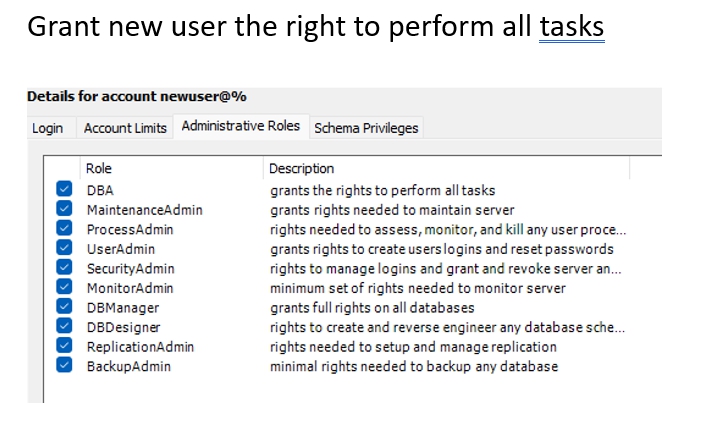 Grant new user the right to perform all tasks
Details for account newuser@%
Login Account Limits Administrative Roles Schema Privileges
Role Description
DBA grants the rights to perform all tasks
MaintenanceAdmin grants rights needed to maintain server
ProcessAdmin rights needed to assess, monitor, and kill any user proce...
UserAdmin grants rights to create users logins and reset passwords
SecurityAdmin rights to manage logins and grant and revoke server an...
MonitorAdmin minimum set of rights needed to monitor server
DBManager grants full rights on all databases
DBDesigner rights to create and reverse engineer any database sche...
ReplicationAdmin rights needed to setup and manage replication
BackupAdmin minimal rights needed to backup any database